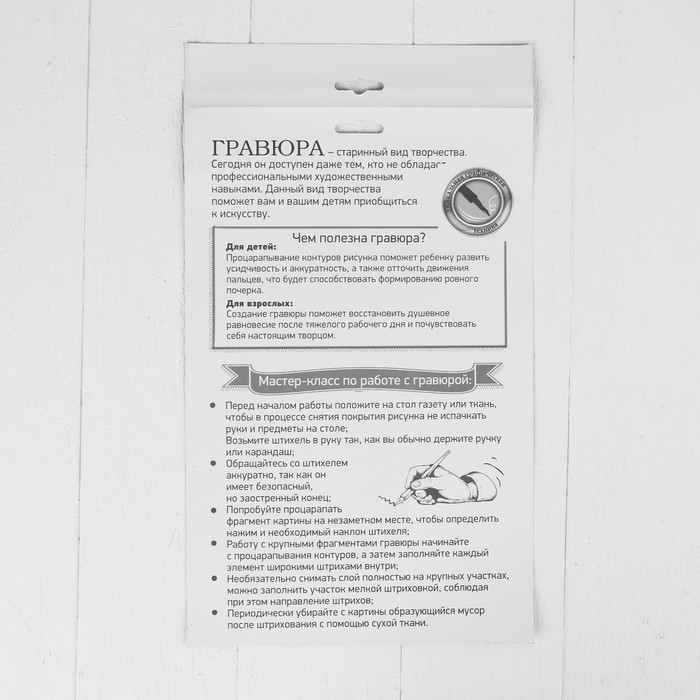 ГРАВЮРА – старинный вид творчества.
Сегодня он доступен даже тем, кто не обладает
профессиональными художественными
навыками. Данный вид творчества
поможет вам и вашим детям приобщиться
к искусству.
Чем полезна гравюра?
Для детей:
Процарапывание контуров рисунка поможет ребенку развить
усидчивость и аккуратность, а также отточить движения
пальцев, что будет способствовать формированию ровного
почерка.
Для взрослых:
Создание гравюры поможет восстановить душевное
равновесие после тяжелого рабочего дня и почувствовать
себя настоящим творцом.
Мастер-класс по работе с гравюрой:
● Перед началом работы положите на стол газету или ткань,
чтобы в процессе снятия покрытия рисунка не испачкать
руки и предметы на столе;
Возьмите штихель в руку так, как вы обычно держите ручку
или карандаш;
● Обращайтесь со штихелем
аккуратно, так как он
имеет безопасный,
но заостренный конец;
● Попробуйте процарапать
фрагмент картины на незаметном месте, чтобы определить
нажим и необходимый наклон штихеля;
● Работу с крупными фрагментами гравюры начинайте
с процарапывания контуров, а затем заполняйте каждый
элемент широкими штрихами внутри;
● Необязательно снимать слой полностью на крупных участках,
можно заполнить участок мелкой штриховкой, соблюдая
при этом направление штрихов;
● Периодически убирайте с картины образующийся мусор
после штрихования с помощью сухой ткани.